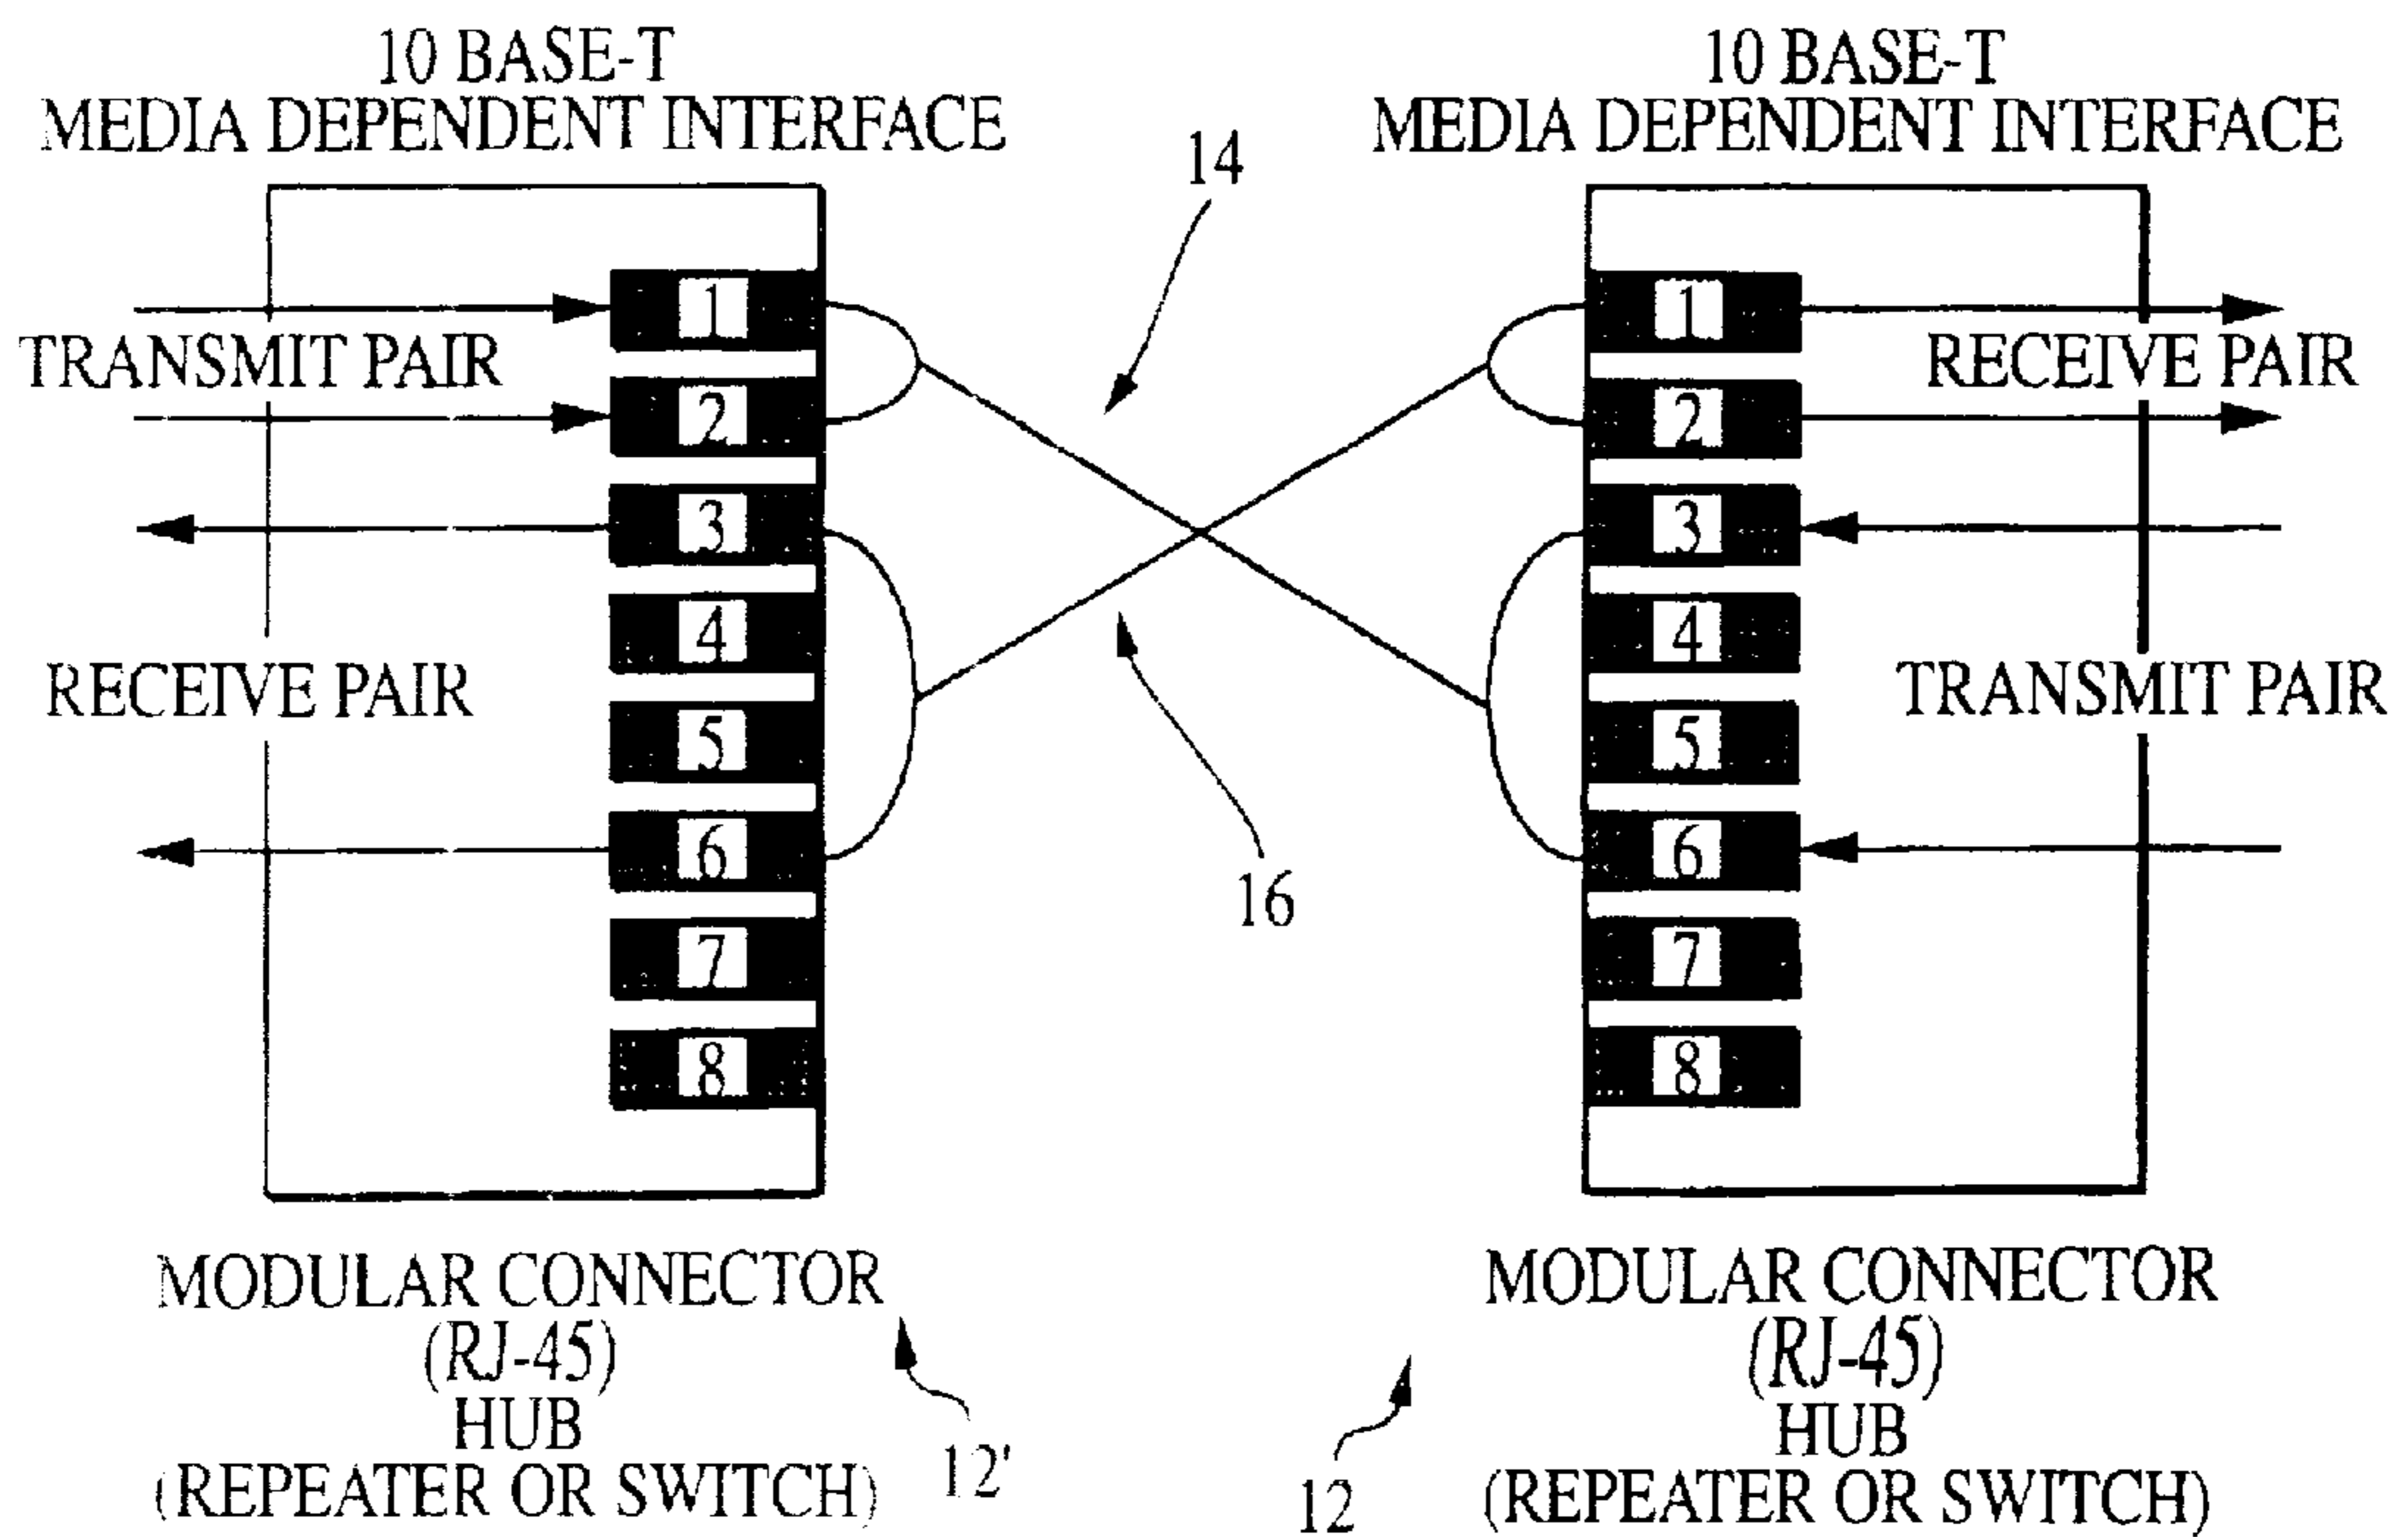 10 BASE-T
MEDIA DEPENDENT INTERFACE
10 BASE-T
MEDIA DEPENDENT INTERFACE
14
TRANSMIT PAIR
RECEIVE PAIR
1
2
3
4
5
6
7
8
1
2
3
4
5
6
7
8
RECEIVE PAIR
TRANSMIT PAIR
16
MODULAR CONNECTOR
(RJ-45)
HUB
(REPEATER OR SWITCH)
12'
12
MODULAR CONNECTOR
(RJ-45)
HUB
(REPEATER OR SWITCH)